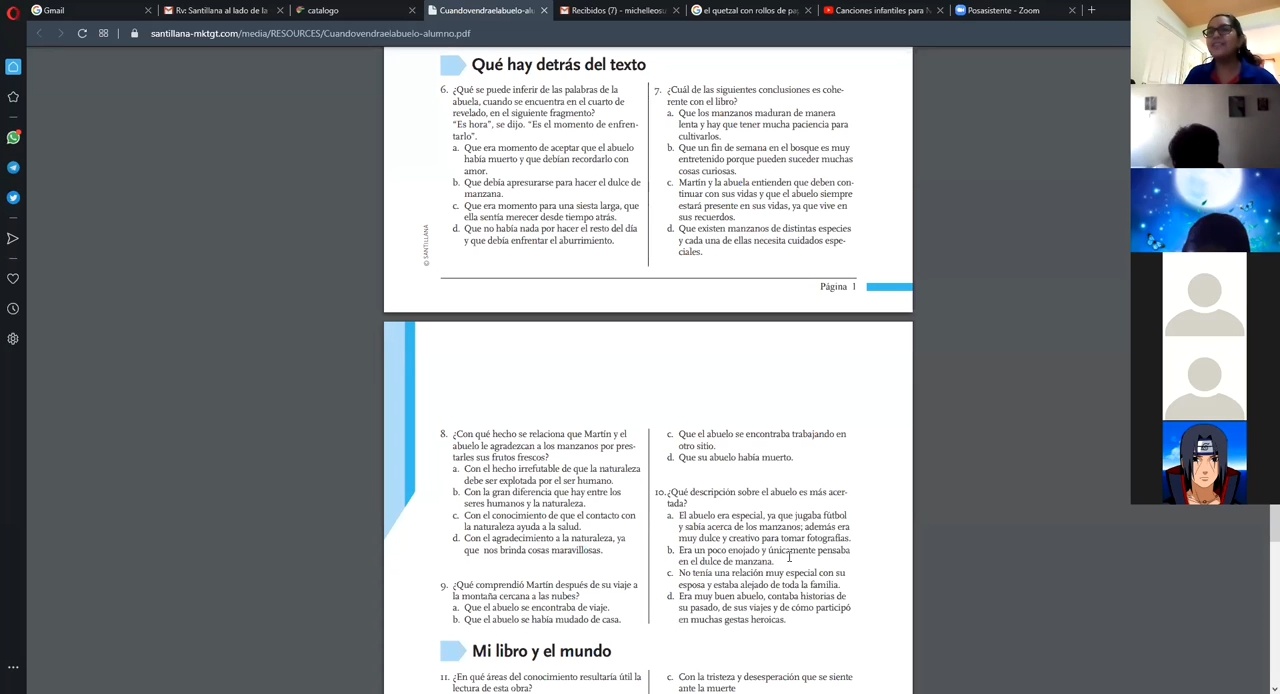 Gmail
Rv: Santillana al lado de la
catalogo
Cuandovendraelabuelo-alu
Recibidos (7) - michelleosu
el quetzal con rollos de pap
Canciones infantiles para N
Posasistente - Zoom
santillana-mktgt.com/media/RESOURCES/Cuandovendraelabuelo-alumno.pdf
Qué hay detrás del texto
6. ¿Qué se puede inferir de las palabras de la
abuela, cuando se encuentra en el cuarto de
revelado, en el siguiente fragmento?
“Es hora”, se dijo. “Es el momento de enfren-
tarlo”.
a. Que era momento de aceptar que el abuelo
había muerto y que debían recordarlo con
amor.
b. Que debía apresurarse para hacer el dulce de
manzana.
c. Que era momento para una siesta larga, que
ella sentía merecer desde tiempo atrás.
d. Que no había nada por hacer el resto del día
y que debía enfrentar el aburrimiento.
© SANTILLANA
7. ¿Cuál de las siguientes conclusiones es cohe-
rente con el libro?
a. Que los manzanos maduran de manera
lenta y hay que tener mucha paciencia para
cultivarlos.
b. Que un fin de semana en el bosque es muy
entretenido porque pueden suceder muchas
cosas curiosas.
c. Martín y la abuela entienden que deben con-
tinuar con sus vidas y que el abuelo siempre
estará presente en sus vidas, ya que vive en
sus recuerdos.
d. Que existen manzanos de distintas especies
y cada una de ellas necesita cuidados espe-
ciales.
Página 1
8. ¿Con qué hecho se relaciona que Martín y el
abuelo le agradezcan a los manzanos por pres-
tarles sus frutos frescos?
a. Con el hecho irrefutable de que la naturaleza
debe ser explotada por el ser humano.
b. Con la gran diferencia que hay entre los
seres humanos y la naturaleza.
c. Con el conocimiento de que el contacto con
la naturaleza ayuda a la salud.
d. Con el agradecimiento a la naturaleza, ya
que nos brinda cosas maravillosas.
9. ¿Qué comprendió Martín después de su viaje a
la montaña cercana a las nubes?
a. Que el abuelo se encontraba de viaje.
b. Que el abuelo se había mudado de casa.
c. Que el abuelo se encontraba trabajando en
otro sitio.
d. Que su abuelo había muerto.
10. ¿Qué descripción sobre el abuelo es más acer-
tada?
a. El abuelo era especial, ya que jugaba fútbol
y sabía acerca de los manzanos; además era
muy dulce y creativo para tomar fotografías.
b. Era un poco enojado y únicamente pensaba
en el dulce de manzana.
c. No tenía una relación muy especial con su
esposa y estaba alejado de toda la familia.
d. Era muy buen abuelo, contaba historias de
su pasado, de sus viajes y de cómo participó
en muchas gestas heroicas.
Mi libro y el mundo
11. ¿En qué áreas del conocimiento resultaría útil la
lectura de esta obra?
c. Con la tristeza y desesperación que se siente
ante la muerte